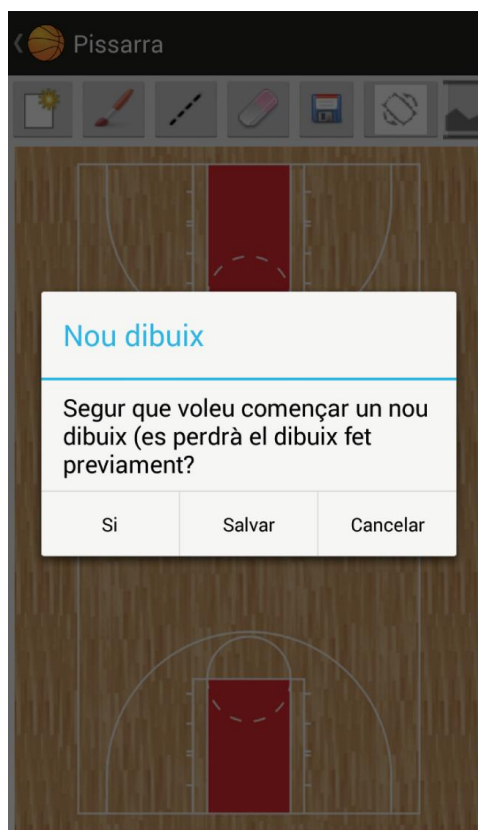 Pissarra
Nou dibuix
Segur que voleu començar un nou
dibuix (es perdrà el dibuix fet
previament?
Si
Salvar
Cancelar